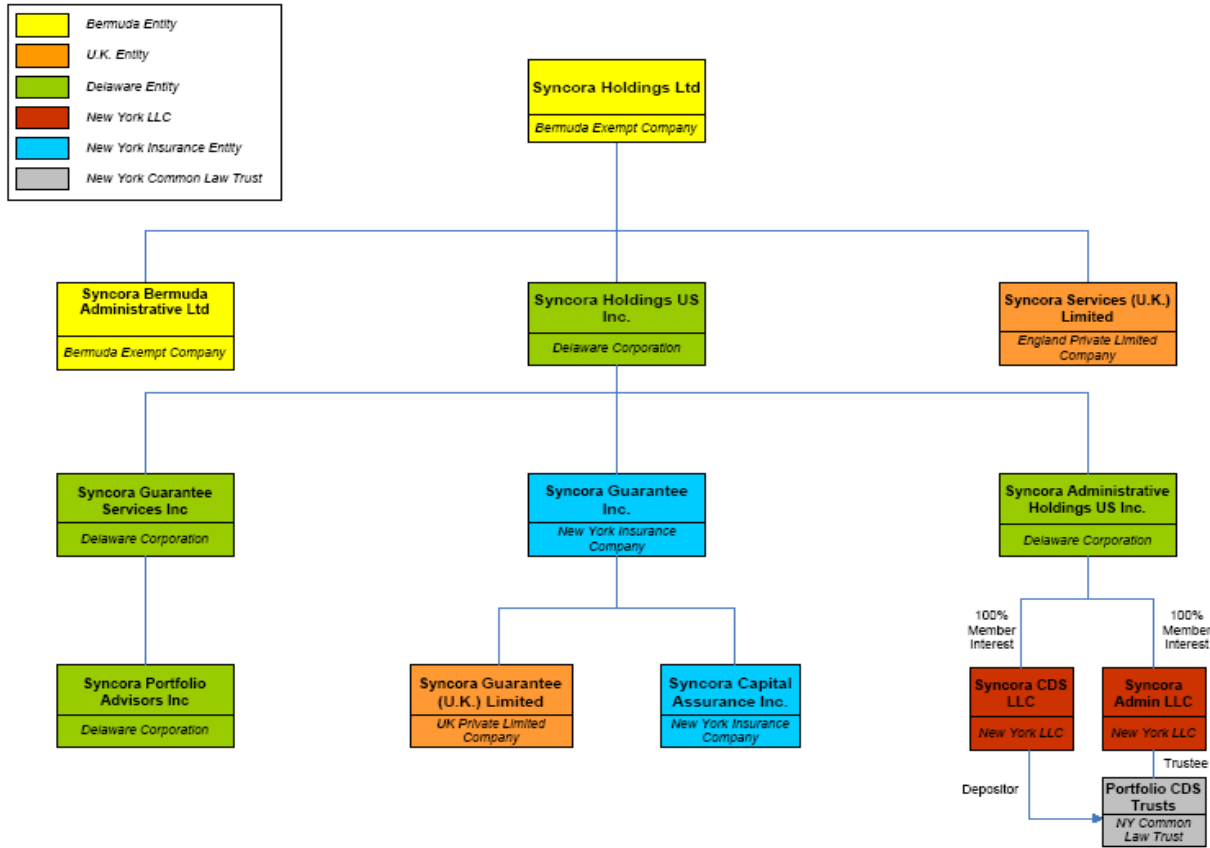 Bermuda Entity
U.K. Entity
Delaware Entity
New York LLC
New York Insurance Entity
New York Common Law Trust
Syncora Holdings Ltd
Bermuda Exempt Company
Syncora Bermuda
Administrative Ltd
Bermuda Exempt Company
Syncora Holdings US
Inc.
Delaware Corporation
Syncora Services (U.K.)
Limited
England Private Limited
Company
Syncora Guarantee
Services Inc
Delaware Corporation
Syncora Guarantee
Inc.
New York Insurance
Company
Syncora Administrative
Holdings US Inc.
Delaware Corporation
100%
Member
Interest
100%
Member
Interest
Syncora Portfolio
Advisors Inc
Delaware Corporation
Syncora Guarantee
(U.K.) Limited
UK Private Limited
Company
Syncora Capital
Assurance Inc.
New York Insurance
Company
Syncora CDS
LLC
New York LLC
Syncora
Admin LLC
New York LLC
Trustee
Depositor
Portfolio CDS
Trusts
NY Common
Law Trust